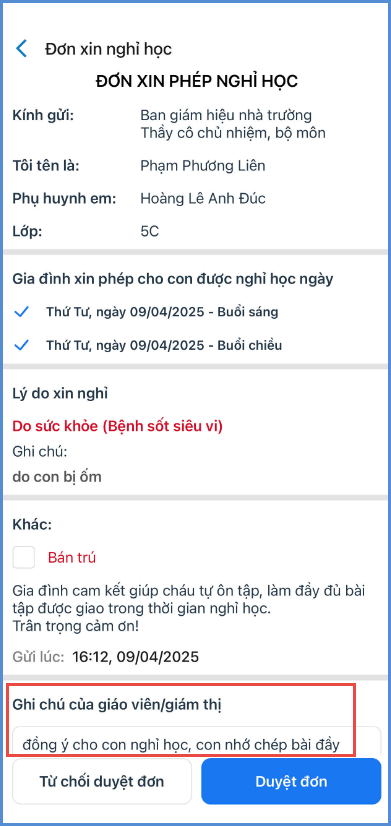 Đơn xin nghỉ học
ĐƠN XIN PHÉP NGHỈ HỌC
Kính gửi: Ban giám hiệu nhà trường
Thầy cô chủ nhiệm, bộ môn
Tôi tên là: Phạm Phương Liên
Phụ huynh em: Hoàng Lê Anh Đúc
Lớp: 5C
Gia đình xin phép cho con được nghỉ học ngày
Thứ Tư, ngày 09/04/2025 - Buổi sáng
Thứ Tư, ngày 09/04/2025 - Buổi chiều
Lý do xin nghỉ
Do sức khỏe (Bệnh sốt siêu vi)
Ghi chú:
do con bị ốm
Khác:
Bán trú
Gia đình cam kết giúp cháu tự ôn tập, làm đầy đủ bài
tập được giao trong thời gian nghỉ học.
Trân trọng cảm ơn!
Gửi lúc: 16:12, 09/04/2025
Ghi chú của giáo viên/giám thị
đồng ý cho con nghỉ học, con nhớ chép bài đầy
Từ chối duyệt đơn Duyệt đơn